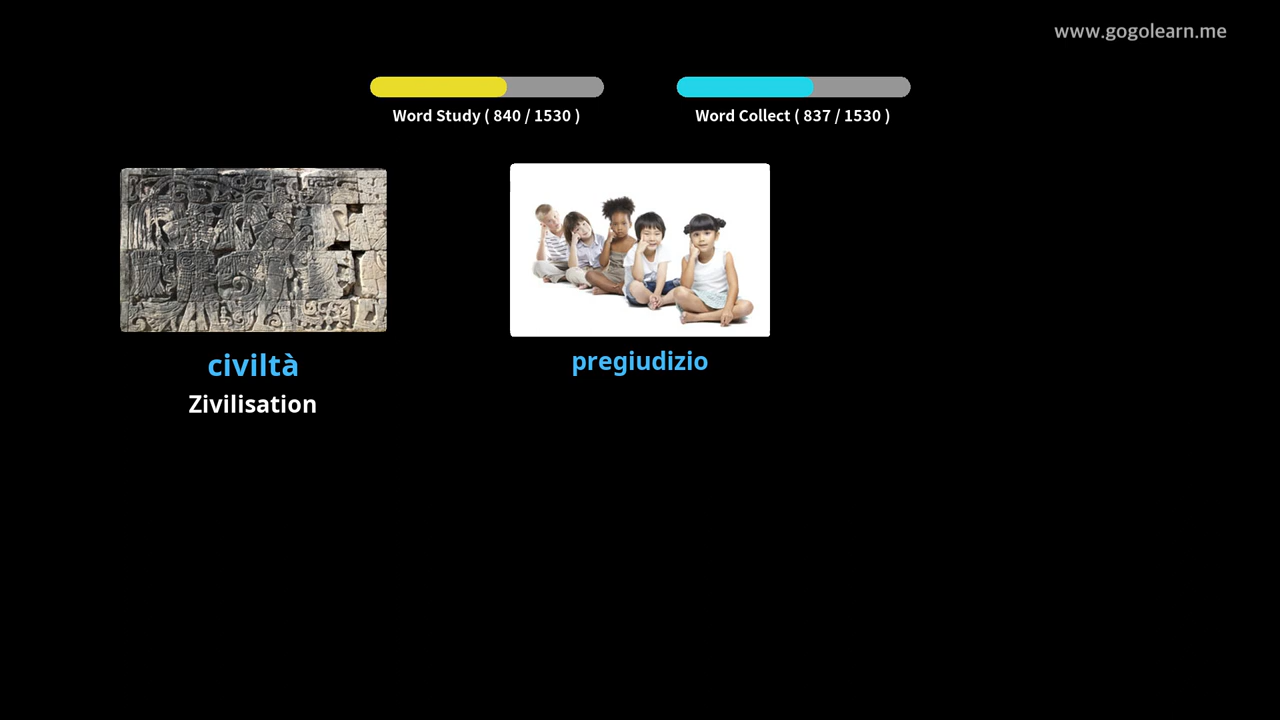 www.gogolearn.me
Word Study ( 840 / 1530 )
Word Collect ( 837 / 1530 )
civiltà
Zivilisation
pregiudizio